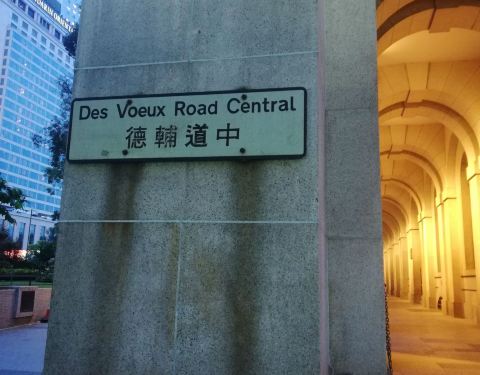 Des Voeux Road Central
德輔道中